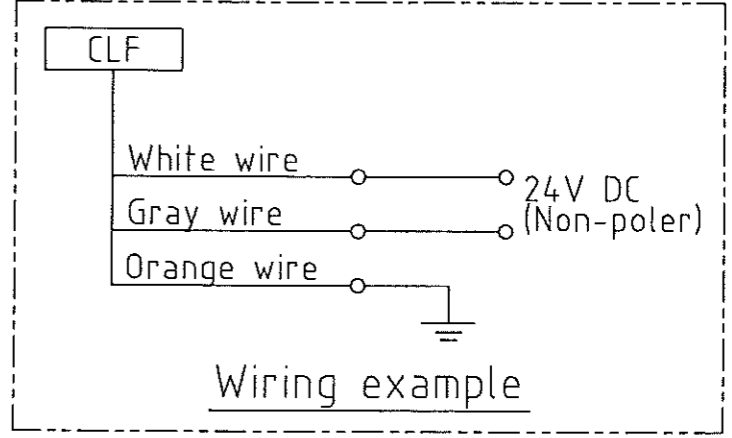 CLF
White wire
24V DC
Gray wire
(Non-poler)
Orange wire
Wiring example